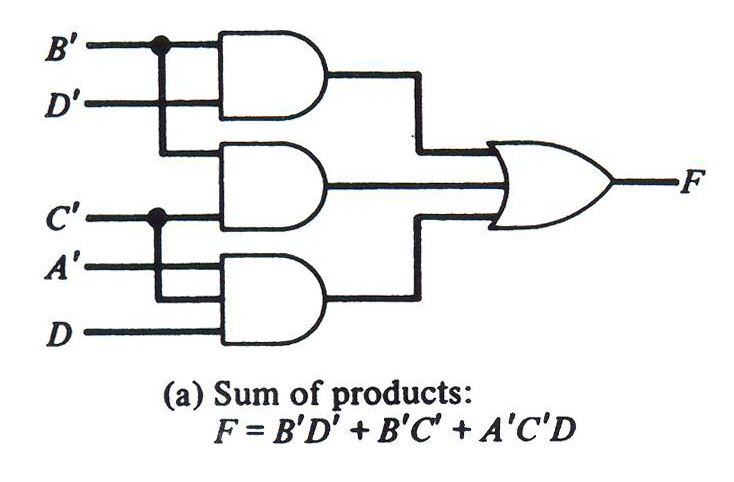 B'
D'
F
C'
A'
D
(a) Sum of products:
F = B'D' + B'C' + A'C'D